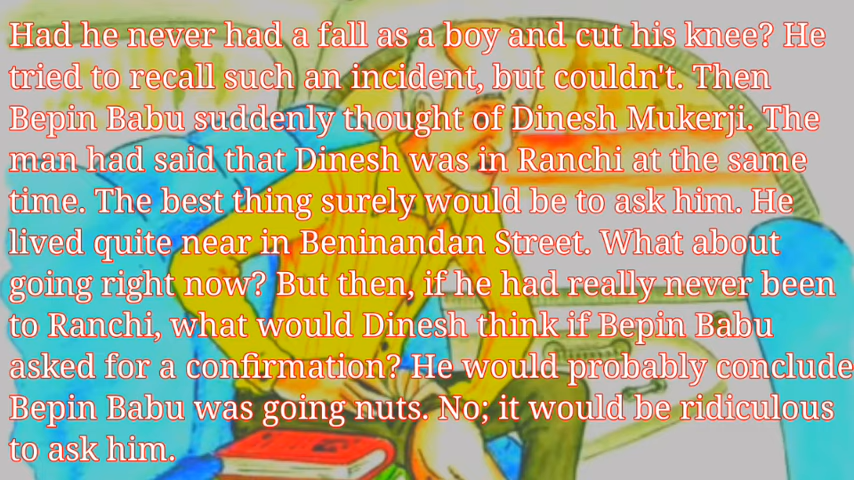 Had he never had a fall as a boy and cut his knee? He
tried to recall such an incident, but couldn't. Then
Bepin Babu suddenly thought of Dinesh Mukerji. The
man had said that Dinesh was in Ranchi at the same
time. The best thing surely would be to ask him. He
lived quite near in Beninandan Street. What about
going right now? But then, if he had really never been
to Ranchi, what would Dinesh think if Bepin Babu
asked for a confirmation? He would probably conclude
Bepin Babu was going nuts. No; it would be ridiculous
to ask him.